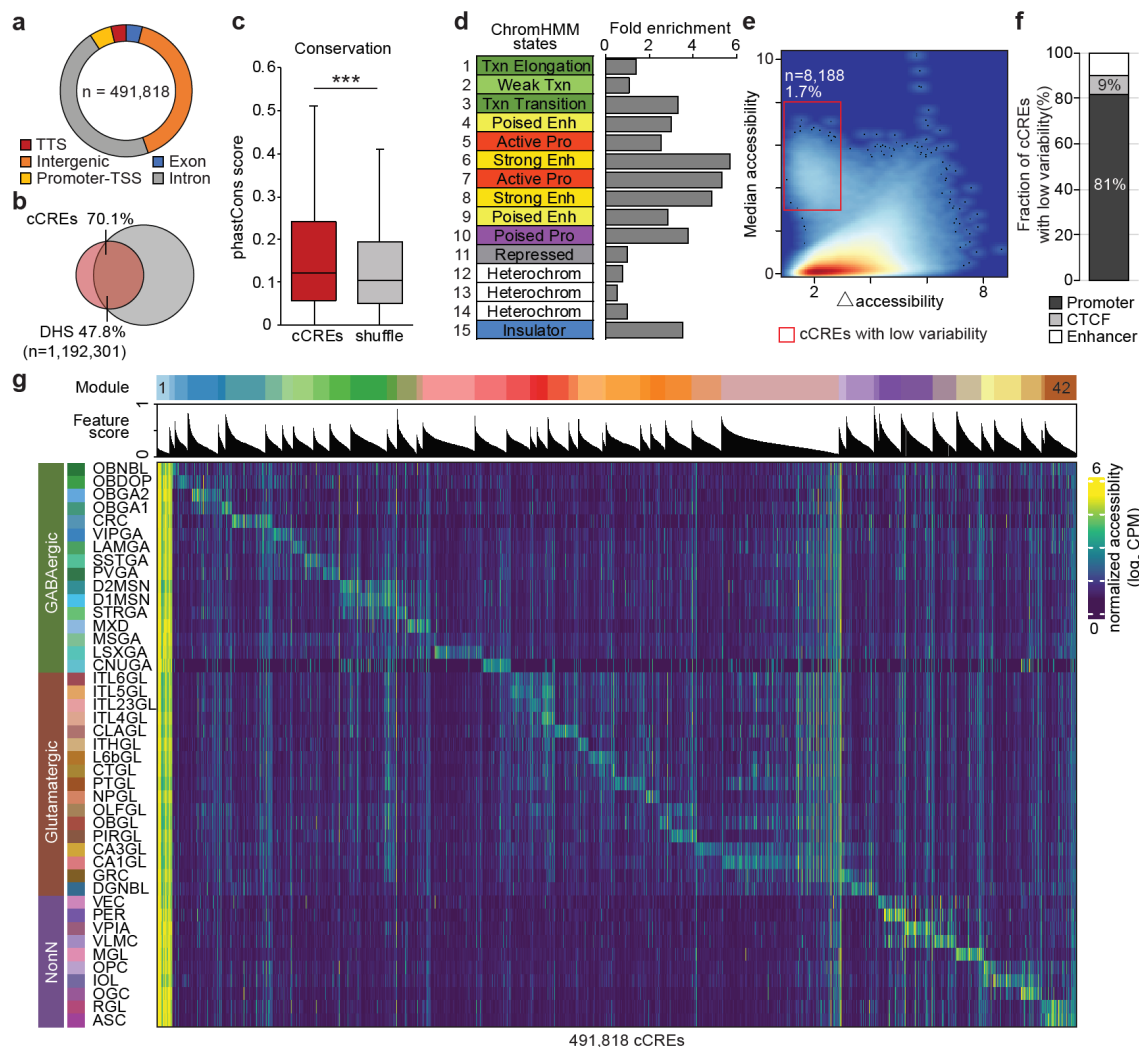 a
n = 491,818
TTS
Intergenic
Exon
Promoter-TSS
Intron
b
cCREs 70.1%
DHS 47.8%
(n=1,192,301)
c
Conservation
phastCons score
0.6
0.5
0.4
0.3
0.2
0.1
0
***
cCREs
shuffle
d
ChromHMM
states
Fold enrichment
0 2 4 6
1 Txn Elongation
2 Weak Txn
3 Txn Transition
4 Poised Enh
5 Active Pro
6 Strong Enh
7 Active Pro
8 Strong Enh
9 Poised Enh
10 Poised Pro
11 Repressed
12 Heterochrom
13 Heterochrom
14 Heterochrom
15 Insulator
e
Median accessibility
10
0
n=8,188
1.7%
2 4 6 8
△accessibility
cCREs with low variability
f
Fraction of cCREs
with low variability(%)
100
80
60
40
20
0
9%
81%
Promoter
CTCF
Enhancer
g
Module
1
42
Feature
score
1
0
GABAergic
OBNBL
OBDOP
OBGA2
OBGA1
CRC
VIPGA
LAMGA
SSTGA
PVGA
D2MSN
D1MSN
STRGA
MXD
MSGA
LSXGA
CNUGA
Glutamatergic
ITL6GL
ITL5GL
ITL23GL
ITL4GL
CLAGL
ITHGL
L6bGL
CTGL
PTGL
NPGL
OLFGL
OBGL
PIRGL
CA3GL
CA1GL
GRC
DGNBL
NonN
VEC
PER
VPIA
VLMC
MGL
OPC
IOL
OGC
RGL
ASC
491,818 cCREs
6
0
normalized accessiblity
(log₂ CPM)